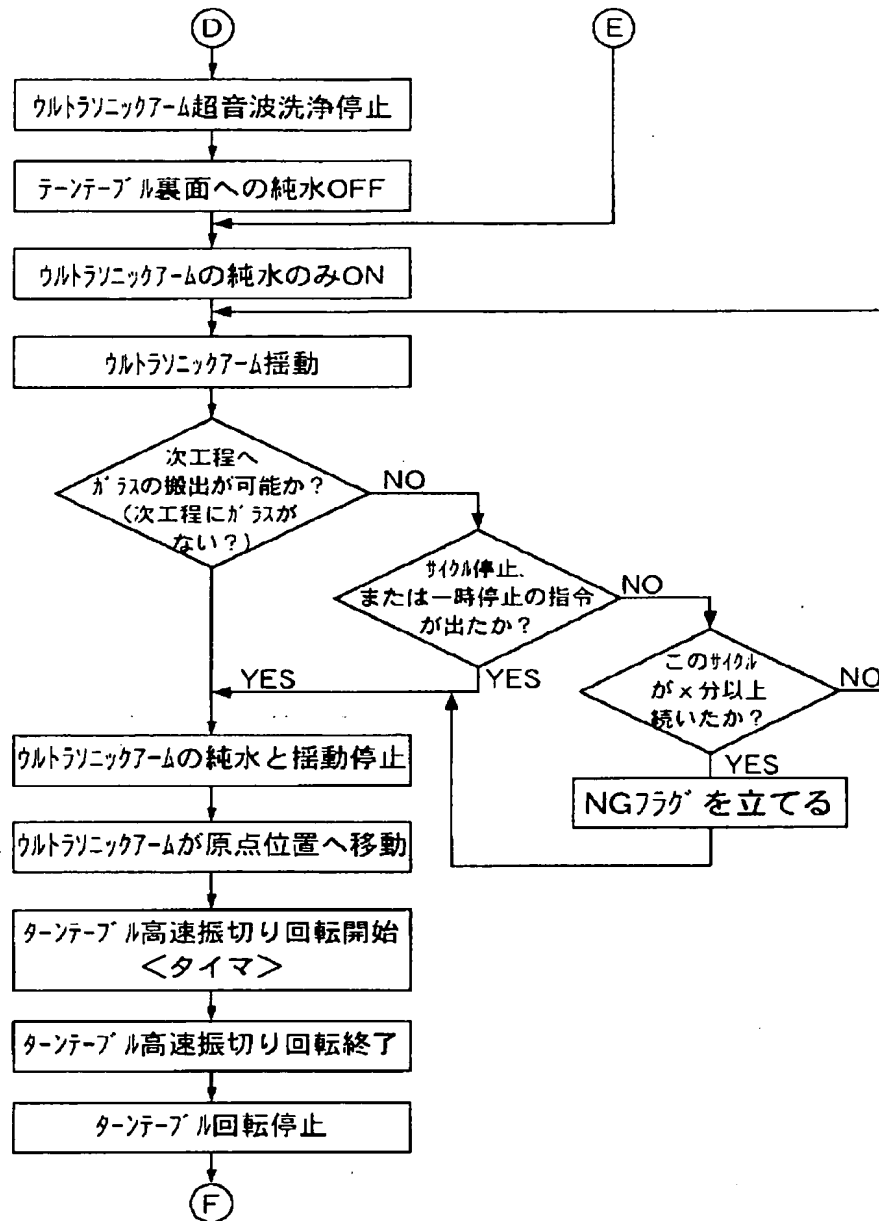 D
E
ｳﾙﾄﾗｿﾆｯｸｱｰﾑ超音波洗浄停止
ﾃｰﾝﾃｰﾌﾞﾙ裏面への純水OFF
ｳﾙﾄﾗｿﾆｯｸｱｰﾑの純水のみON
ｳﾙﾄﾗｿﾆｯｸｱｰﾑ揺動
次工程へ
ｶﾞﾗｽの搬出が可能か？
(次工程にｶﾞﾗｽが
ない？)
NO
ｻｲｸﾙ停止、
または一時停止の指令
が出たか？
NO
YES
YES
このｻｲｸﾙ
がx分以上
続いたか？
NO
YES
NGﾌﾗｸﾞを立てる
ｳﾙﾄﾗｿﾆｯｸｱｰﾑの純水と揺動停止
ｳﾙﾄﾗｿﾆｯｸｱｰﾑが原点位置へ移動
ﾀｰﾝﾃｰﾌﾞﾙ高速振切り回転開始
＜タイマ＞
ﾀｰﾝﾃｰﾌﾞﾙ高速振切り回転終了
ﾀｰﾝﾃｰﾌﾞﾙ回転停止
F